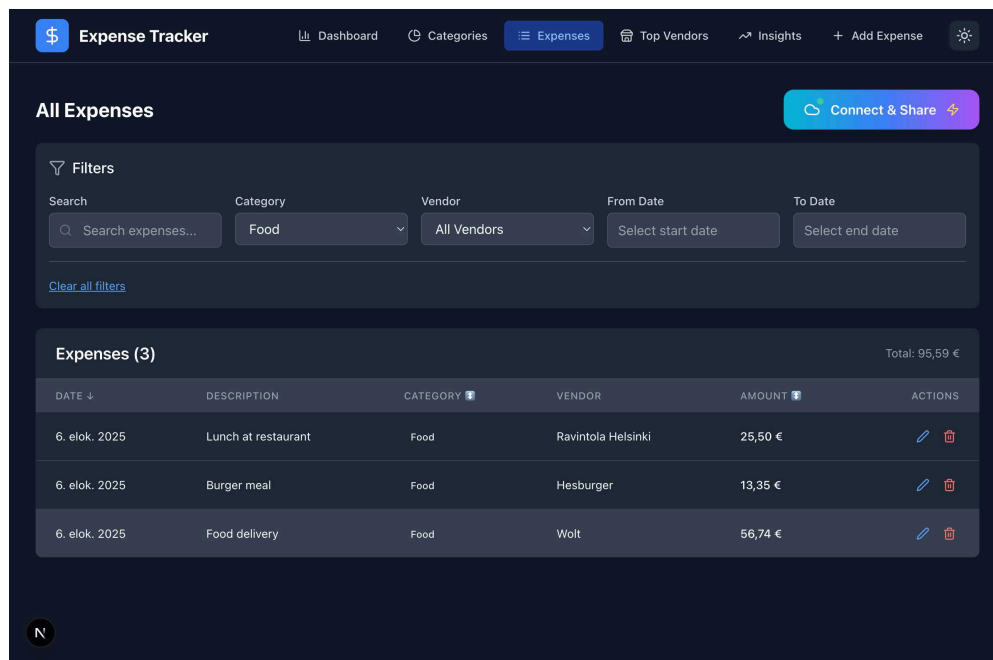 $ Expense Tracker Dashboard Categories Expenses Top Vendors Insights + Add Expense
All Expenses
Connect & Share
Filters
Search Category Vendor From Date To Date
Search expenses... Food All Vendors Select start date Select end date
Clear all filters
Expenses (3) Total: 95,59 €
DATE ↓ DESCRIPTION CATEGORY ↕ VENDOR AMOUNT ↕ ACTIONS
6. elok. 2025 Lunch at restaurant Food Ravintola Helsinki 25,50 €
6. elok. 2025 Burger meal Food Hesburger 13,35 €
6. elok. 2025 Food delivery Food Wolt 56,74 €
N